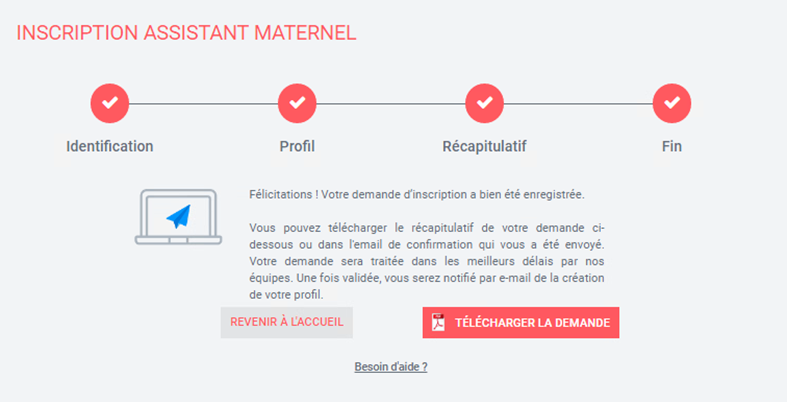 INSCRIPTION ASSISTANT MATERNEL
Identification Profil Récapitulatif Fin
Félicitations ! Votre demande d'inscription a bien été enregistrée.
Vous pouvez télécharger le récapitulatif de votre demande ci-
dessous ou dans l'email de confirmation qui vous a été envoyé.
Votre demande sera traitée dans les meilleurs délais par nos
équipes. Une fois validée, vous serez notifié par e-mail de la création
de votre profil.
REVENIR À L'ACCUEIL TÉLÉCHARGER LA DEMANDE
Besoin d'aide ?